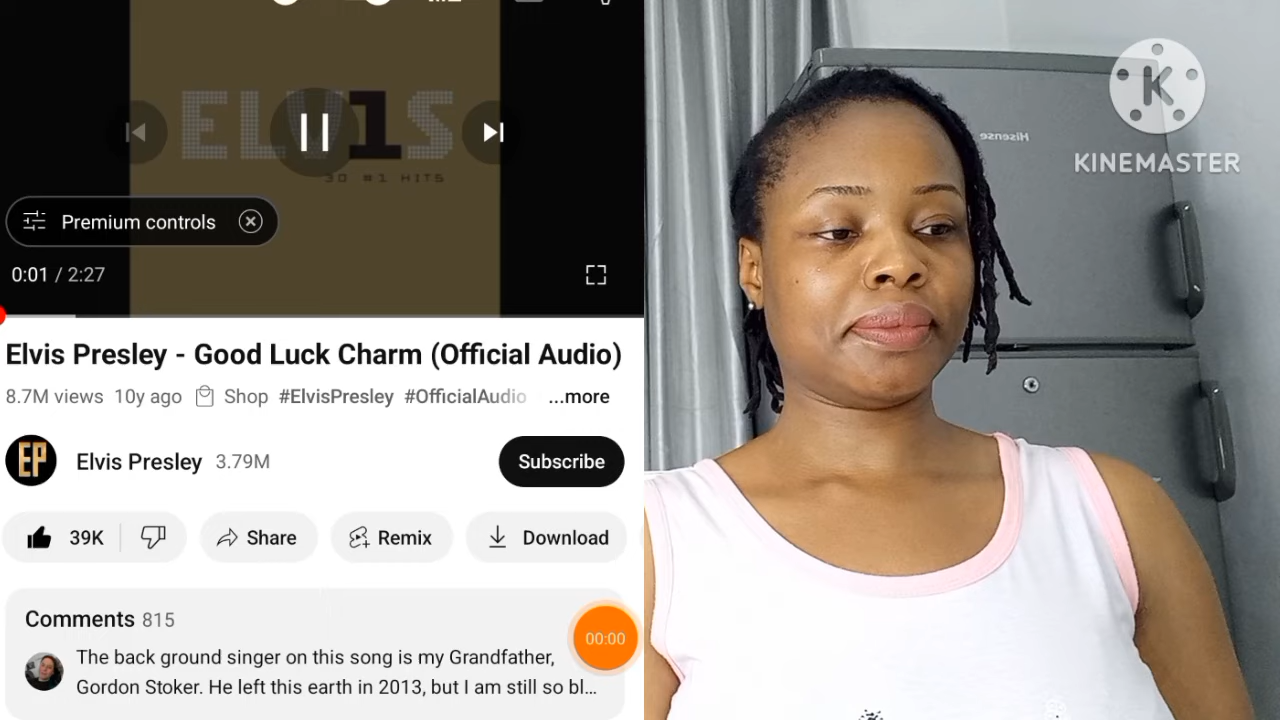 ELV1S
30 #1 HITS
Premium controls
0:01 / 2:27
Elvis Presley - Good Luck Charm (Official Audio)
8.7M views 10y ago Shop #ElvisPresley #OfficialAudio ...more
EP
Elvis Presley 3.79M
Subscribe
39K
Share
Remix
Download
Comments 815
The back ground singer on this song is my Grandfather,
Gordon Stoker. He left this earth in 2013, but I am still so bl...
00:00
Hisense
K
KINEMASTER